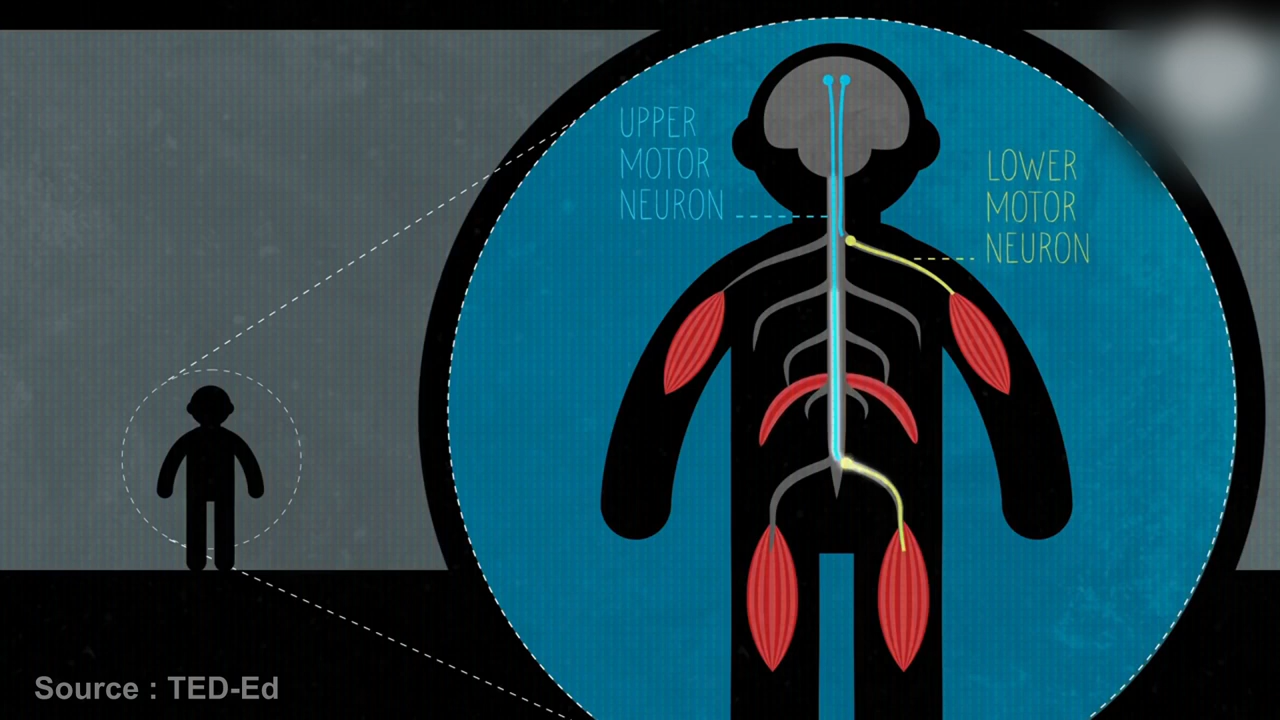 UPPER
MOTOR
NEURON
LOWER
MOTOR
NEURON
Source : TED-Ed